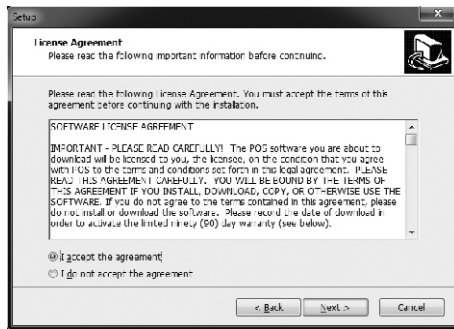 Setup
License Agreement
Please read the following important information before continuing.
Please read the following License Agreement. You must accept the terms of this
agreement before continuing with the installation.
SOFTWARE LICENSE AGREEMENT
IMPORTANT - PLEASE READ CAREFULLY! The POS software you are about to
download will be licensed to you, the licensee, on the condition that you agree
with POS to the terms and conditions set forth in this legal agreement. PLEASE
READ THIS AGREEMENT CAREFULLY. YOU WILL BE BOUND BY THE TERMS OF
THIS AGREEMENT IF YOU INSTALL, DOWNLOAD, COPY, OR OTHERWISE USE THE
SOFTWARE. If you do not agree to the terms contained in this agreement, please
do not install or download the software. Please record the date of download in
order to activate the limited ninety (90) day warranty (see below).
I accept the agreement
I do not accept the agreement
< Back Next > Cancel